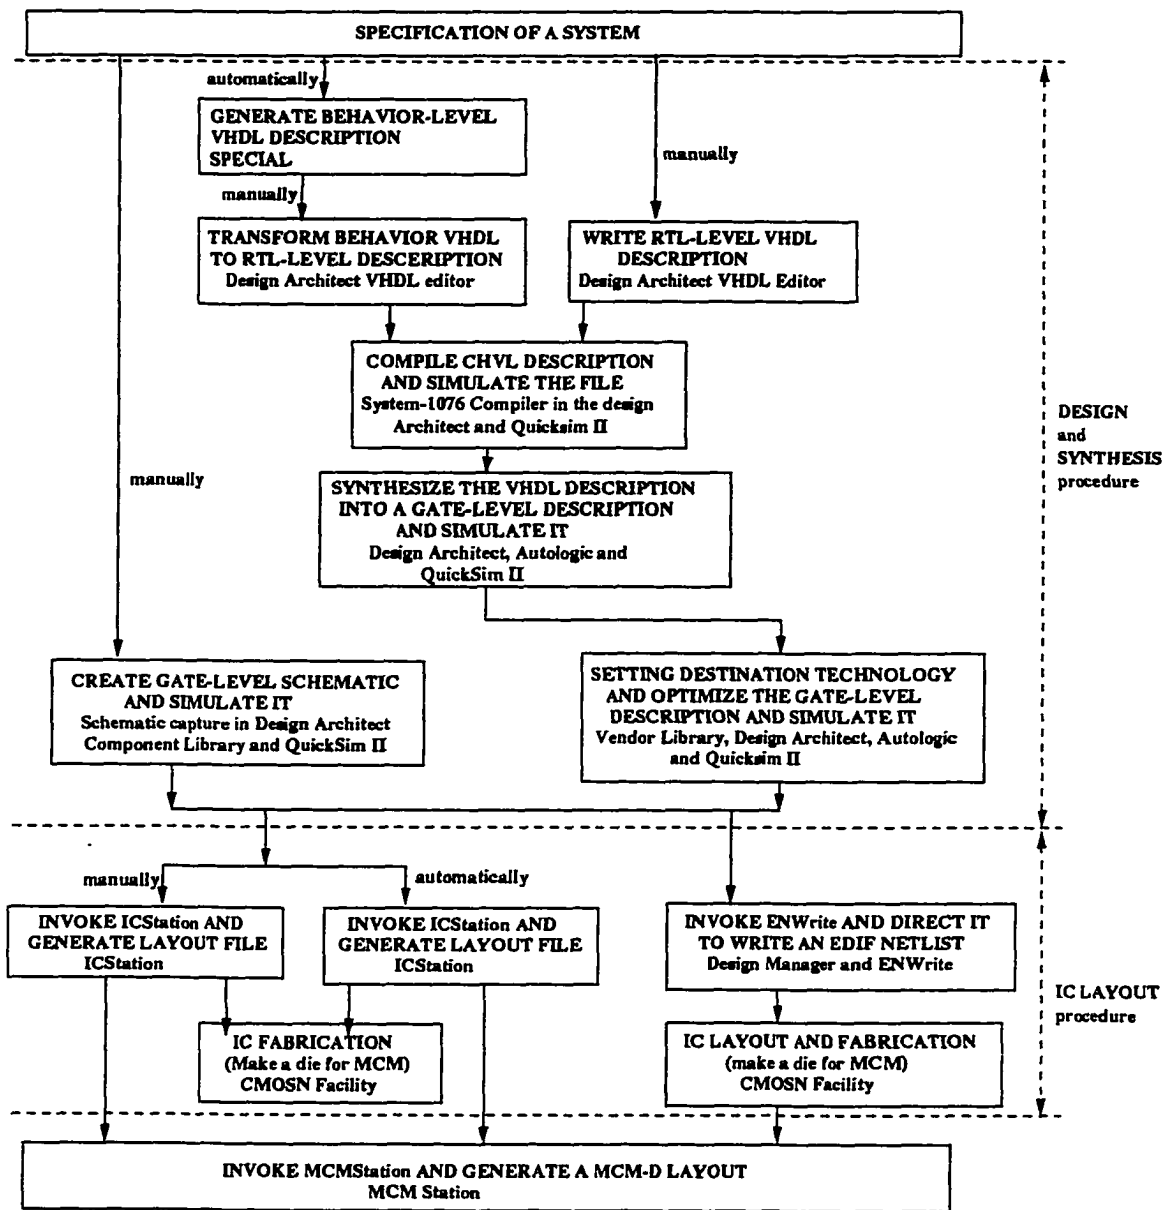 SPECIFICATION OF A SYSTEM
automatically
GENERATE BEHAVIOR-LEVEL
VHDL DESCRIPTION
SPECIAL
manually
manually
TRANSFORM BEHAVIOR VHDL
TO RTL-LEVEL DESCERIPTION
Design Architect VHDL editor
WRITE RTL-LEVEL VHDL
DESCRIPTION
Design Architect VHDL Editor
COMPILE CHVL DESCRIPTION
AND SIMULATE THE FILE
System-1076 Compiler in the design
Architect and Quicksim II
DESIGN
and
SYNTHESIS
procedure
manually
SYNTHESIZE THE VHDL DESCRIPTION
INTO A GATE-LEVEL DESCRIPTION
AND SIMULATE IT
Design Architect, Autologic and
QuickSim II
CREATE GATE-LEVEL SCHEMATIC
AND SIMULATE IT
Schematic capture in Design Architect
Component Library and QuickSim II
SETTING DESTINATION TECHNOLOGY
AND OPTIMIZE THE GATE-LEVEL
DESCRIPTION AND SIMULATE IT
Vendor Library, Design Architect, Autologic
and Quicksim II
manually
automatically
INVOKE ICStation AND
GENERATE LAYOUT FILE
ICStation
INVOKE ICStation AND
GENERATE LAYOUT FILE
ICStation
INVOKE ENWrite AND DIRECT IT
TO WRITE AN EDIF NETLIST
Design Manager and ENWrite
IC LAYOUT
procedure
IC FABRICATION
(Make a die for MCM)
CMOSN Facility
IC LAYOUT AND FABRICATION
(make a die for MCM)
CMOSN Facility
INVOKE MCMStation AND GENERATE A MCM-D LAYOUT
MCM Station